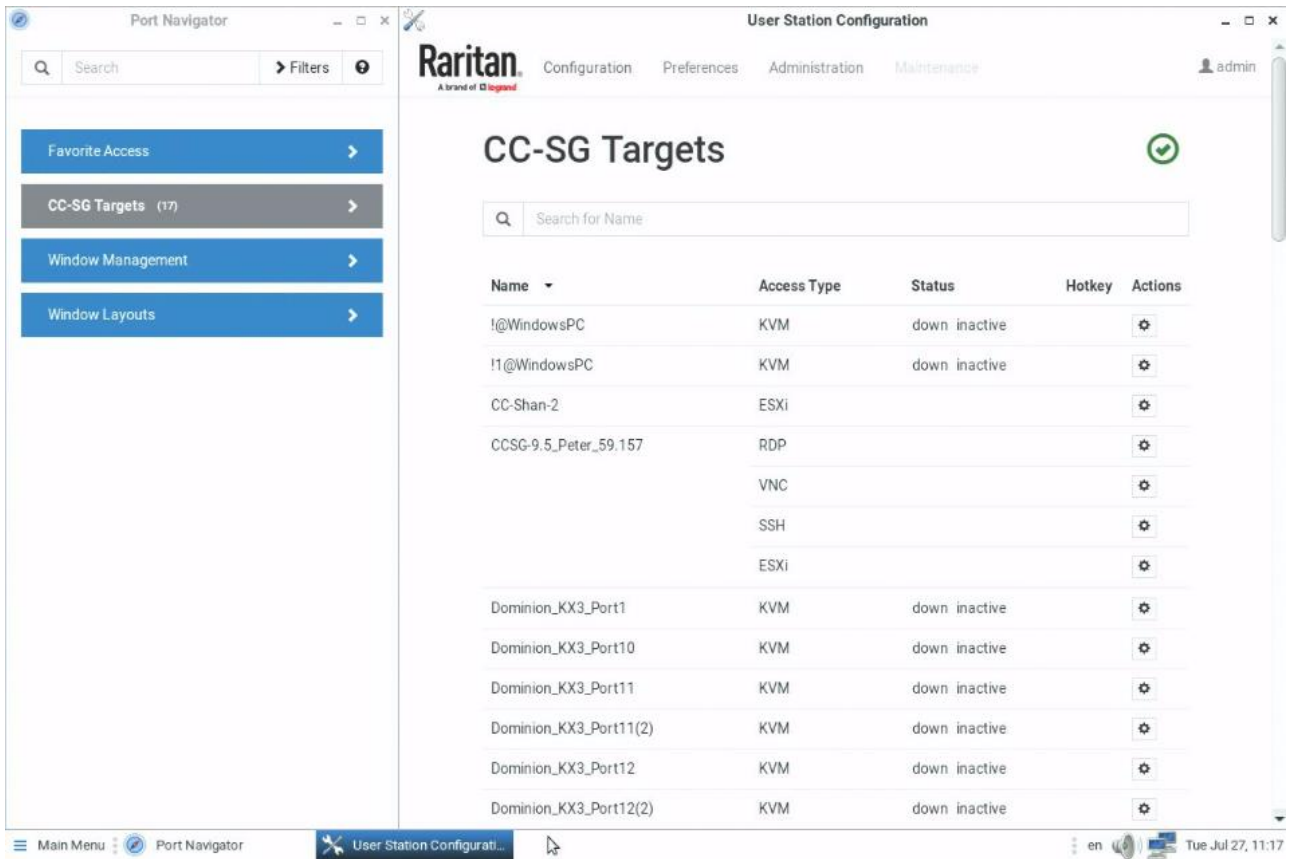 Port Navigator
Search
Filters
Favorite Access
CC-SG Targets (17)
Window Management
Window Layouts
User Station Configuration
Raritan.
A brand of legrand
Configuration Preferences Administration Maintenance
admin
CC-SG Targets
Search for Name
Name Access Type Status Hotkey Actions
!@WindowsPC KVM down inactive
!1@WindowsPC KVM down inactive
CC-Shan-2 ESXi
CCSG-9.5_Peter_59.157 RDP
VNC
SSH
ESXi
Dominion_KX3_Port1 KVM down inactive
Dominion_KX3_Port10 KVM down inactive
Dominion_KX3_Port11 KVM down inactive
Dominion_KX3_Port11(2) KVM down inactive
Dominion_KX3_Port12 KVM down inactive
Dominion_KX3_Port12(2) KVM down inactive
Main Menu Port Navigator User Station Configurati... en Tue Jul 27, 11:17